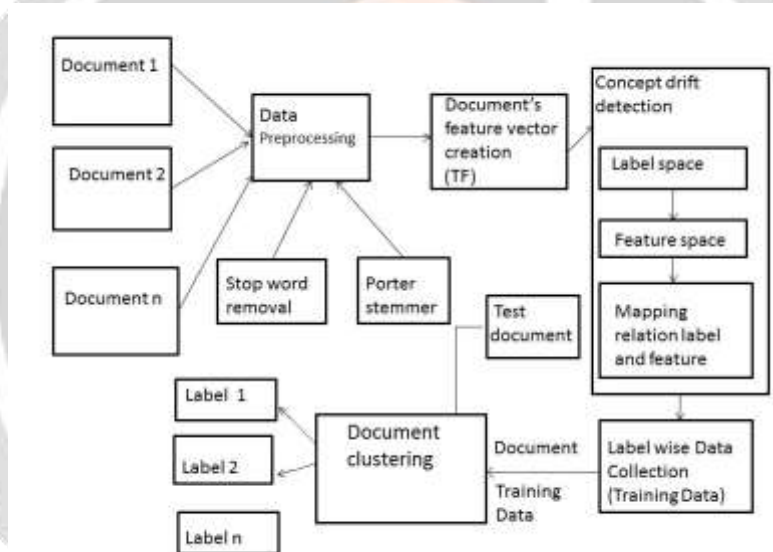 Document 1
Document 2
Document n
Data
Preprocessing
Stop word
removal
Porter
stemmer
Document's
feature vector
creation
(TF)
Concept drift
detection
Label space
Feature space
Mapping
relation label
and feature
Label wise Data
Collection
(Training Data)
Document
Training
Data
Test
document
Document
clustering
Label 1
Label 2
Label n